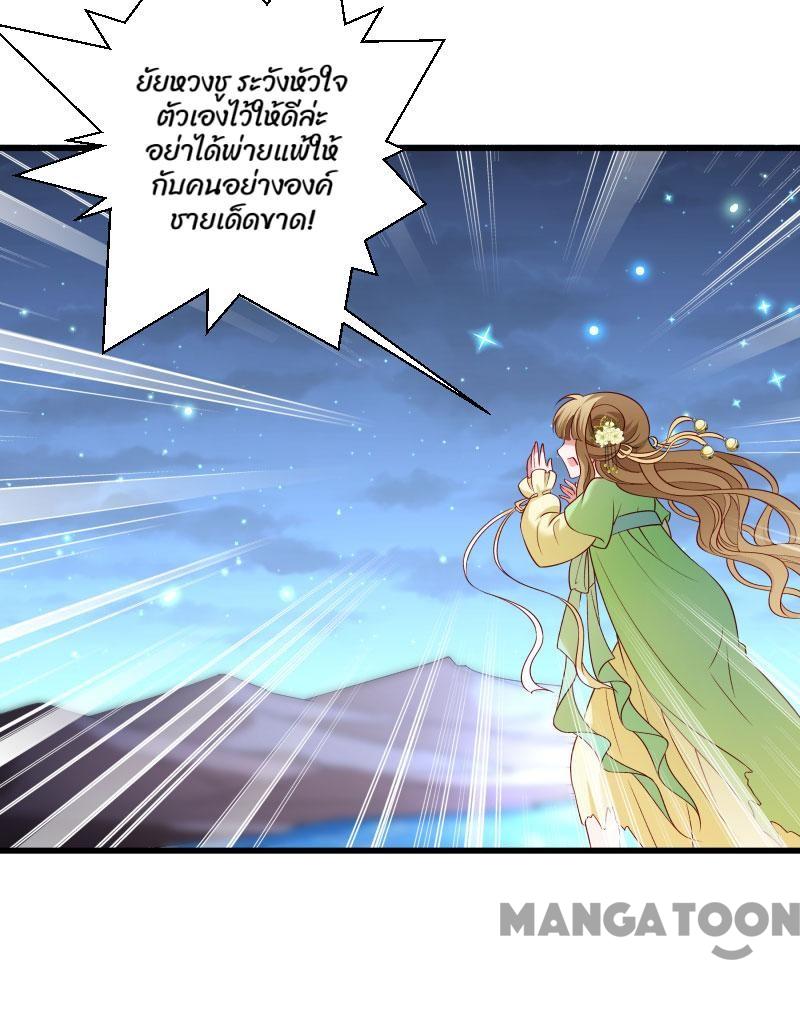 ยัยหวงชู ระวังหัวใจ
ตัวเองไว้ให้ดีล่ะ
อย่าได้พ่ายแพ้ให้
กับคนอย่างองค์
ชายเด็ดขาด!
MANGATOON